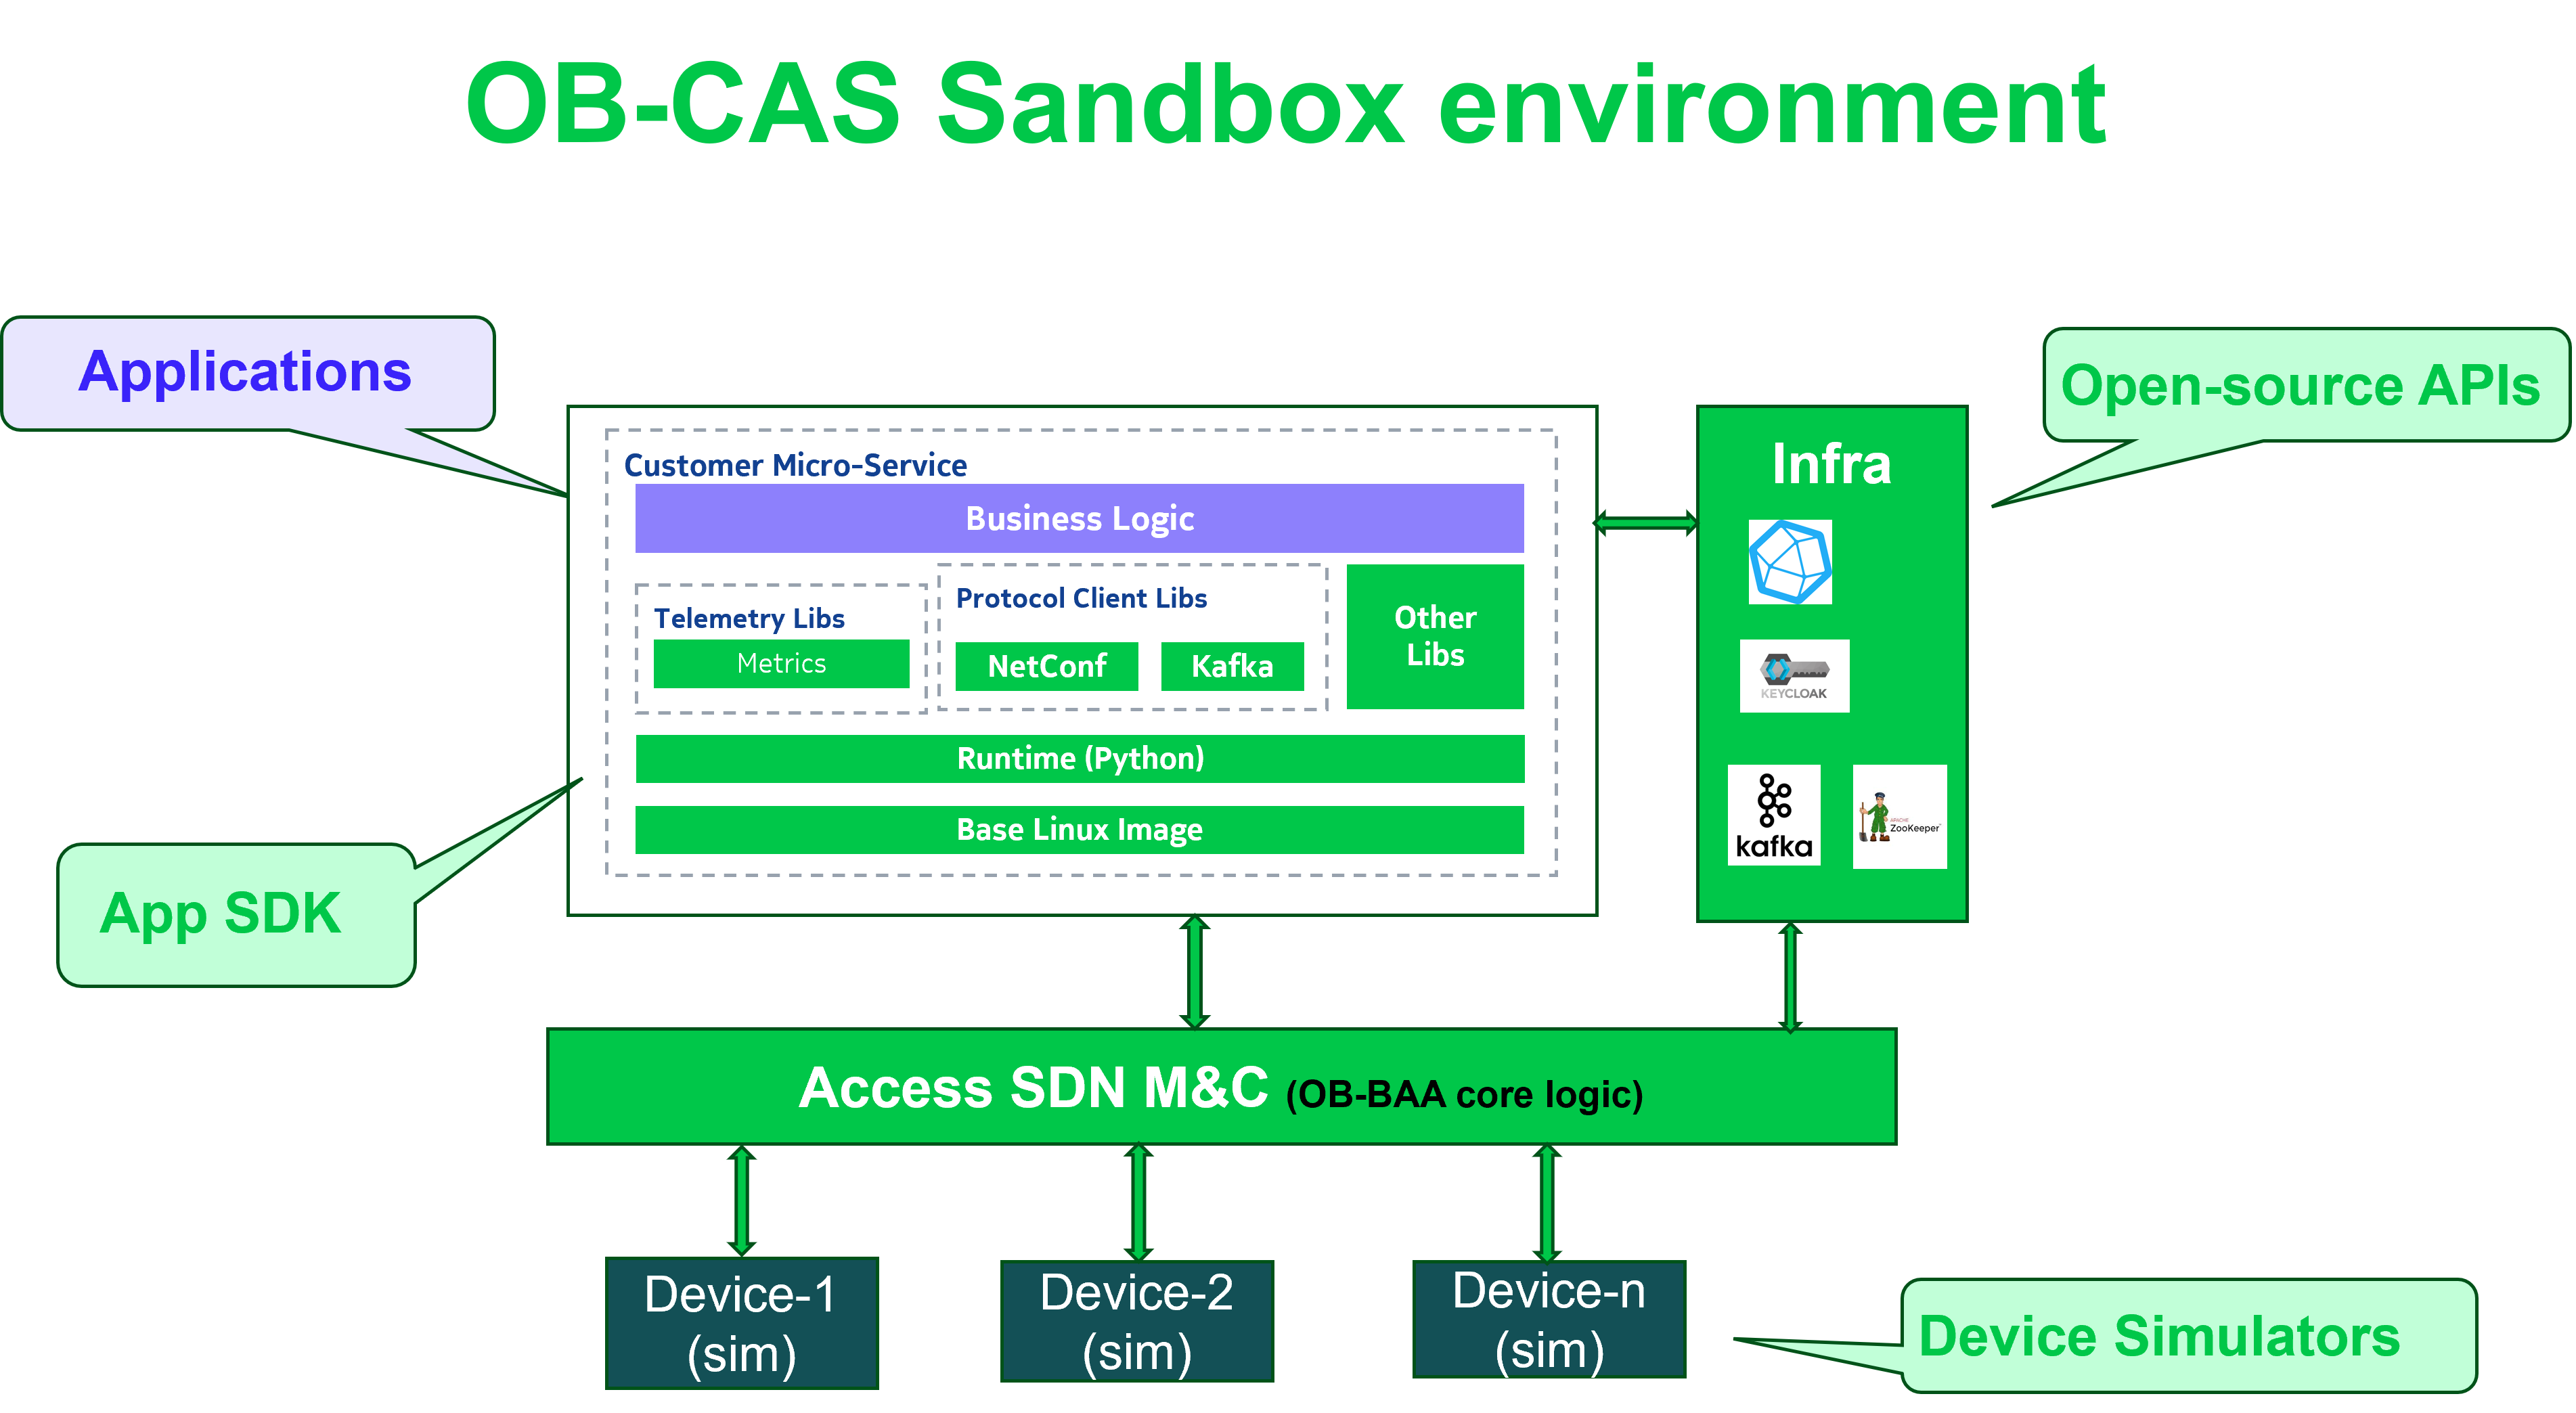 OB-CAS Sandbox environment
Applications
Open-source APIs
Customer Micro-Service
Business Logic
Telemetry Libs
Metrics
Protocol Client Libs
NetConf
Kafka
Other
Libs
Runtime (Python)
Base Linux Image
Infra
KEYCLOAK
kafka
APACHE
ZooKeeper™
App SDK
Access SDN M&C (OB-BAA core logic)
Device-1
(sim)
Device-2
(sim)
Device-n
(sim)
Device Simulators